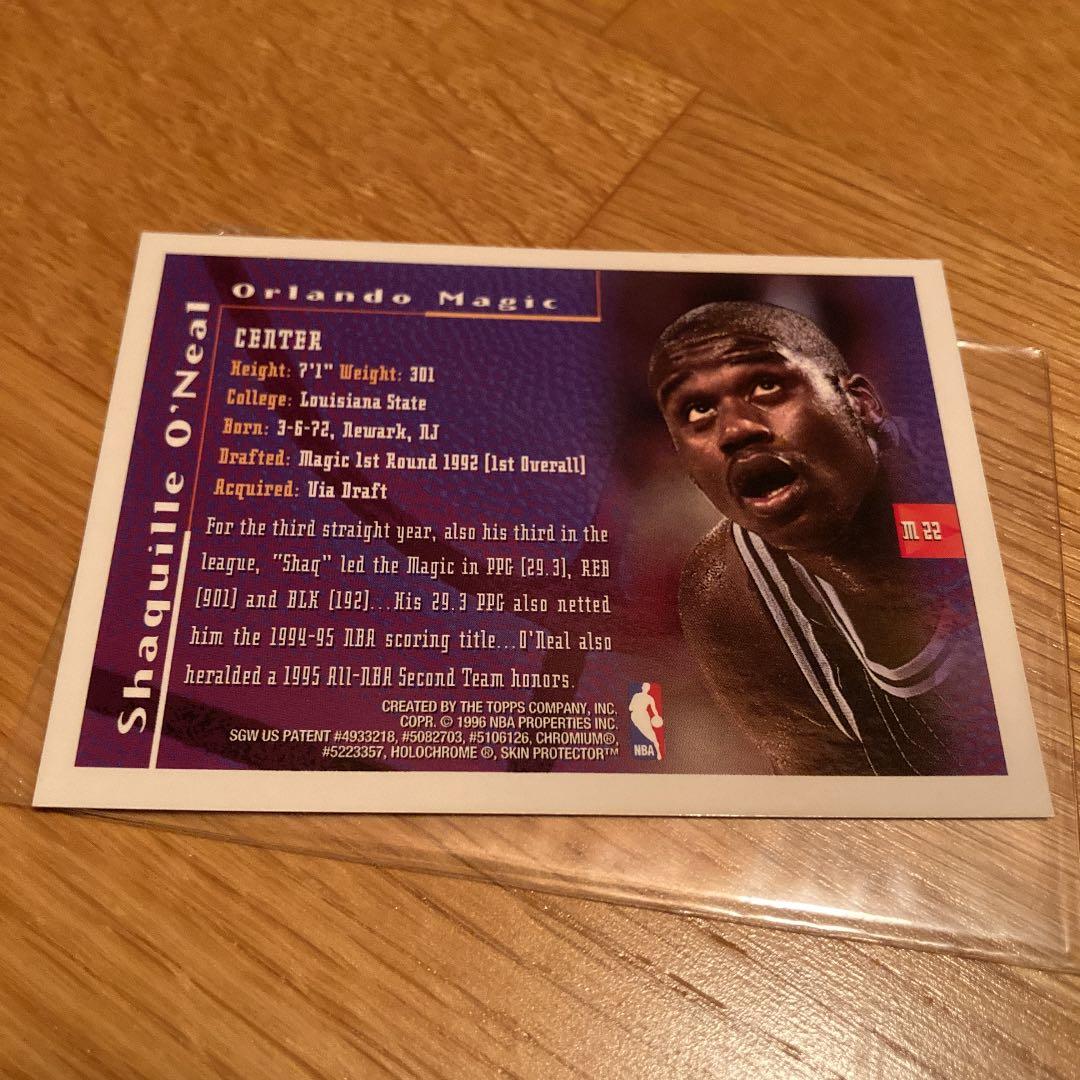 Shaquille O'Neal
Orlando Magic
CENTER
Height: 7'1" Weight: 301
College: Louisiana State
Born: 3-6-72, Newark, NJ
Drafted: Magic 1st Round 1992 (1st Overall)
Acquired: Via Draft
For the third straight year, also his third in the
league, "Shaq" led the Magic in PPG (29.3), REB
(901) and BLK (192)...His 29.3 PPG also netted
him the 1994-95 NBA scoring title...O'Neal also
heralded a 1995 All-NBA Second Team honors.
CREATED BY THE TOPPS COMPANY, INC.
COPR. © 1996 NBA PROPERTIES INC.
SGW US PATENT #4933218, #5082703, #5106126, CHROMIUM®,
#5223357, HOLOCHROME ®, SKIN PROTECTOR™
NBA
M 22